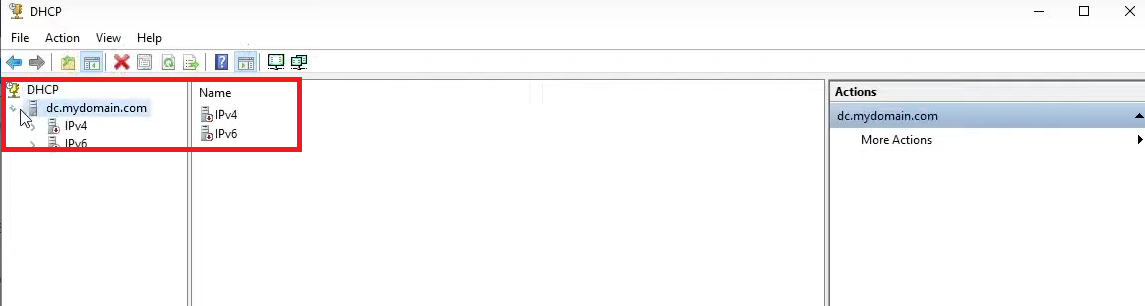 DHCP
File Action View Help
DHCP
dc.mydomain.com
IPv4
IPv6
Name
IPv4
IPv6
Actions
dc.mydomain.com
More Actions